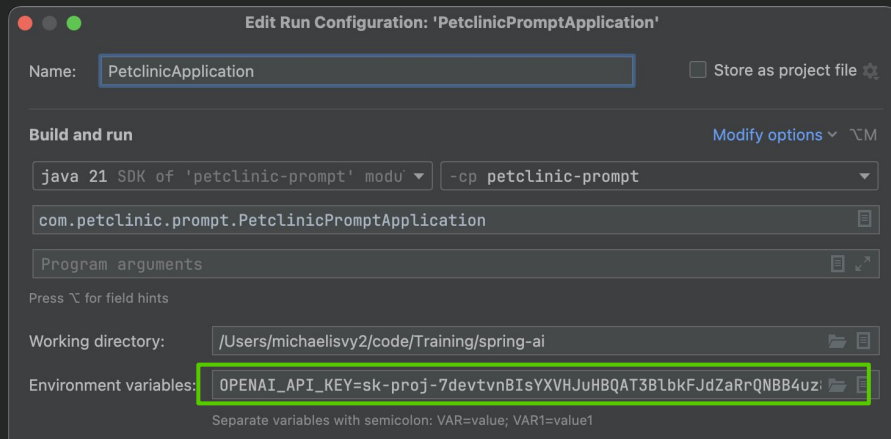 Edit Run Configuration: 'PetclinicPromptApplication'
Name: PetclinicApplication Store as project file
Build and run Modify options ⌥M
java 21 SDK of 'petclinic-prompt' modul -cp petclinic-prompt
com.petclinic.prompt.PetclinicPromptApplication
Program arguments
Press ⌥ for field hints
Working directory: /Users/michaelisvy2/code/Training/spring-ai
Environment variables: OPENAI_API_KEY=sk-proj-7devtvnBIsYXVHJuHBQAT3BlbkFJdZaRrQNBB4uz
Separate variables with semicolon: VAR=value; VAR1=value1